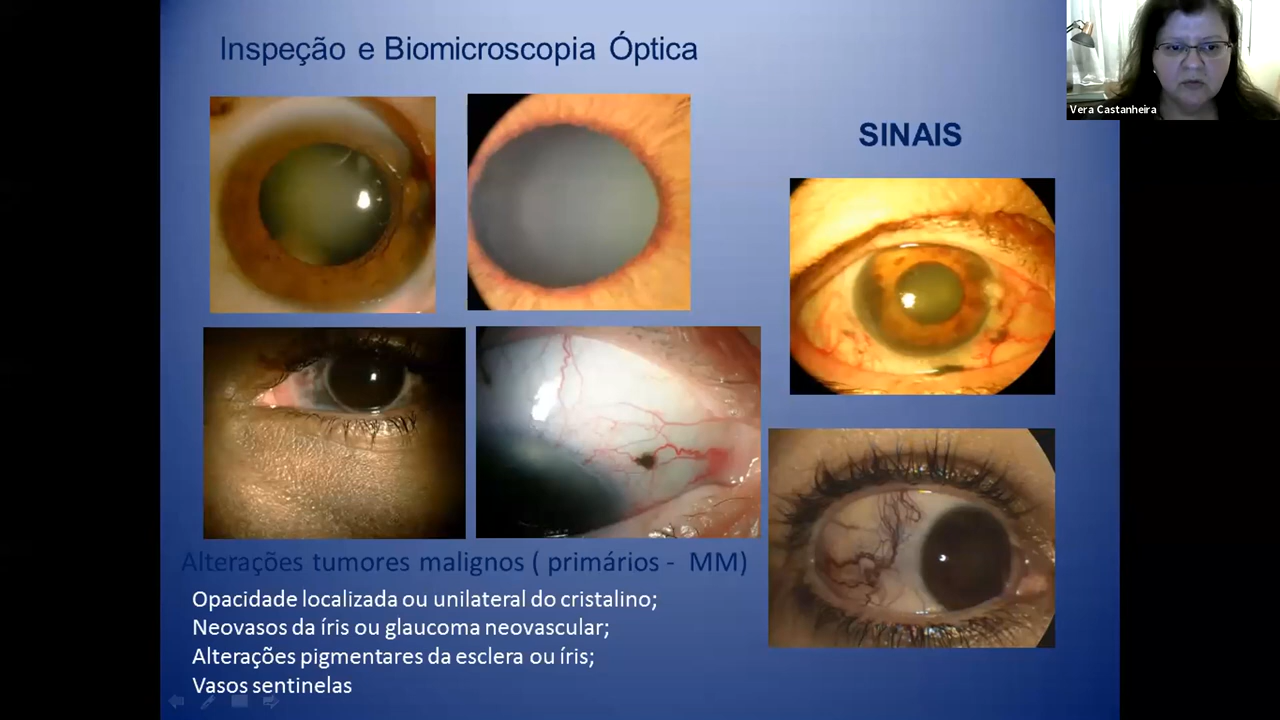 Inspeção e Biomicroscopia Óptica
Vera Castanheira
SINAIS
Alterações tumores malignos ( primários - MM)
Opacidade localizada ou unilateral do cristalino;
Neovasos da íris ou glaucoma neovascular;
Alterações pigmentares da esclera ou íris;
Vasos sentinelas